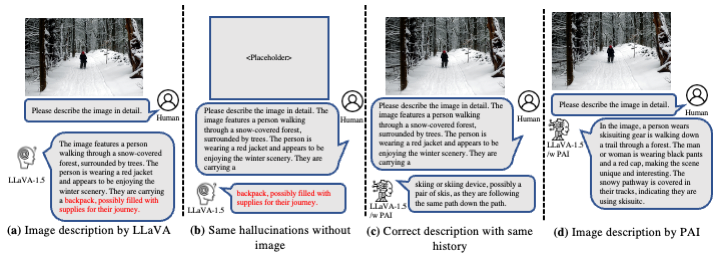 Please describe the image in detail.
Human
The image features a person
walking through a snow-covered
forest, surrounded by trees. The
person is wearing a red jacket
and appears to be enjoying the
winter scenery. They are carrying
a backpack, possibly filled with
supplies for their journey.
LLaVA-1.5
(a) Image description by LLaVA
<Placeholder>
Please describe the image in detail. The
image features a person walking
through a snow-covered forest,
surrounded by trees. The person is
wearing a red jacket and appears to be
enjoying the winter scenery. They are
carrying a
Human
backpack, possibly filled with
supplies for their journey.
LLaVA-1.5
(b) Same hallucinations without
image
Please describe the image in detail. The
image features a person walking
through a snow-covered forest,
surrounded by trees. The person is
wearing a red jacket and appears to be
enjoying the winter scenery. They are
carrying a
Human
skiing or skiing device, possibly a
pair of skis, as they are following
the same path down the path.
LLaVA-1.5
/w PAI
(c) Correct description with same
history
Please describe the image in detail.
Human
In the image, a person wears
skisuiting gear is walking down
a trail through a forest. The man
or woman is wearing black pants
and a red cap, making the scene
unique and interesting. The
snowy pathway is covered in
their tracks, indicating they are
using skisuitc.
LLaVA-1.5
/w PAI
(d) Image description by PAI